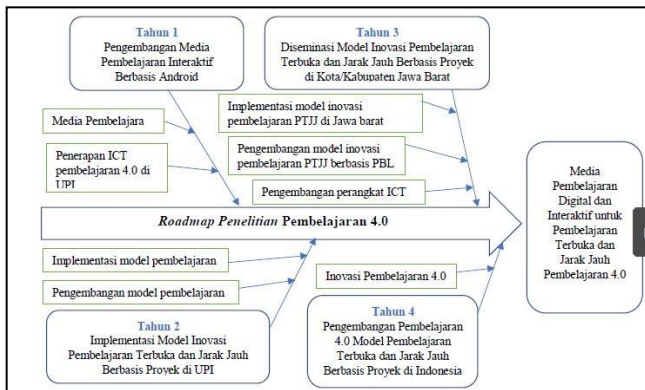 Tahun 1
Pengembangan Media
Pembelajaran Interaktif
Berbasis Android
Tahun 3
Diseminasi Model Inovasi Pembelajaran
Terbuka dan Jarak Jauh Berbasis Proyek
di Kota/Kabupaten Jawa Barat
Media Pembelajara
Penerapan ICT
pembelajaran 4.0 di
UPI
Implementasi model inovasi
pembelajaran PTJJ di Jawa barat
Pengembangan model inovasi
pembelajaran PTJJ berbasis PBL
Pengembangan perangkat ICT
Roadmap Penelitian Pembelajaran 4.0
Media
Pembelajaran
Digital dan
Interaktif untuk
Pembelajaran
Terbuka dan
Jarak Jauh
Pembelajaran 4.0
Implementasi model pembelajaran
Pengembangan model pembelajaran
Inovasi Pembelajaran 4.0
Tahun 2
Implementasi Model Inovasi
Pembelajaran Terbuka dan Jarak Jauh
Berbasis Proyek di UPI
Tahun 4
Pengembangan Pembelajaran
4.0 Model Pembelajaran
Terbuka dan Jarak Jauh
Berbasis Proyek di Indonesia